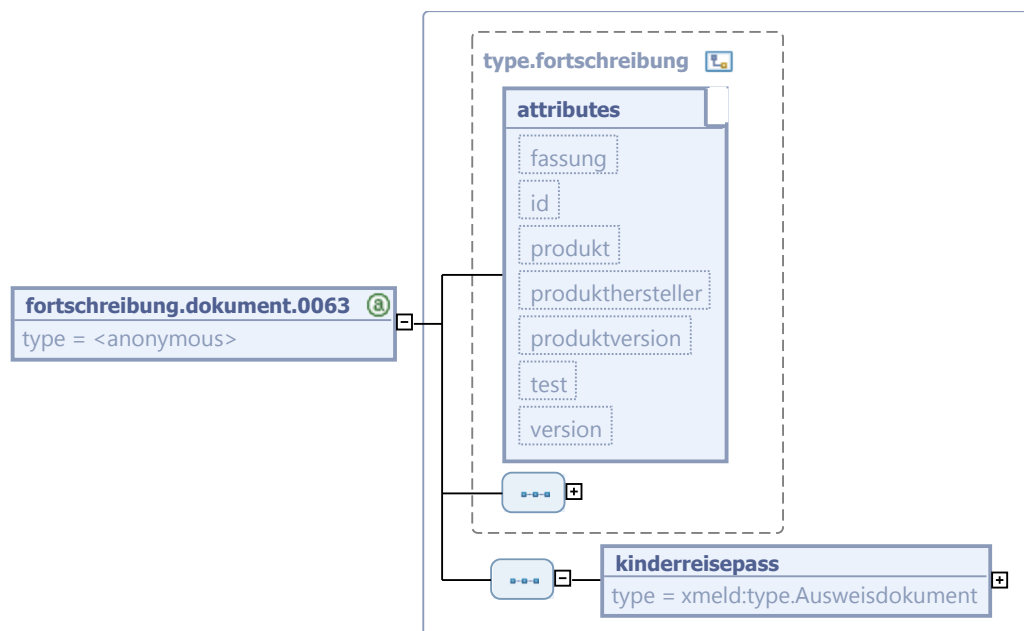 type.fortschreibung
attributes
fassung
id
produkt
produkthersteller
produktversion
test
version
fortschreibung.dokument.0063 @
type = <anonymous>
kinderreisepass
type = xmeld:type.Ausweisdokument